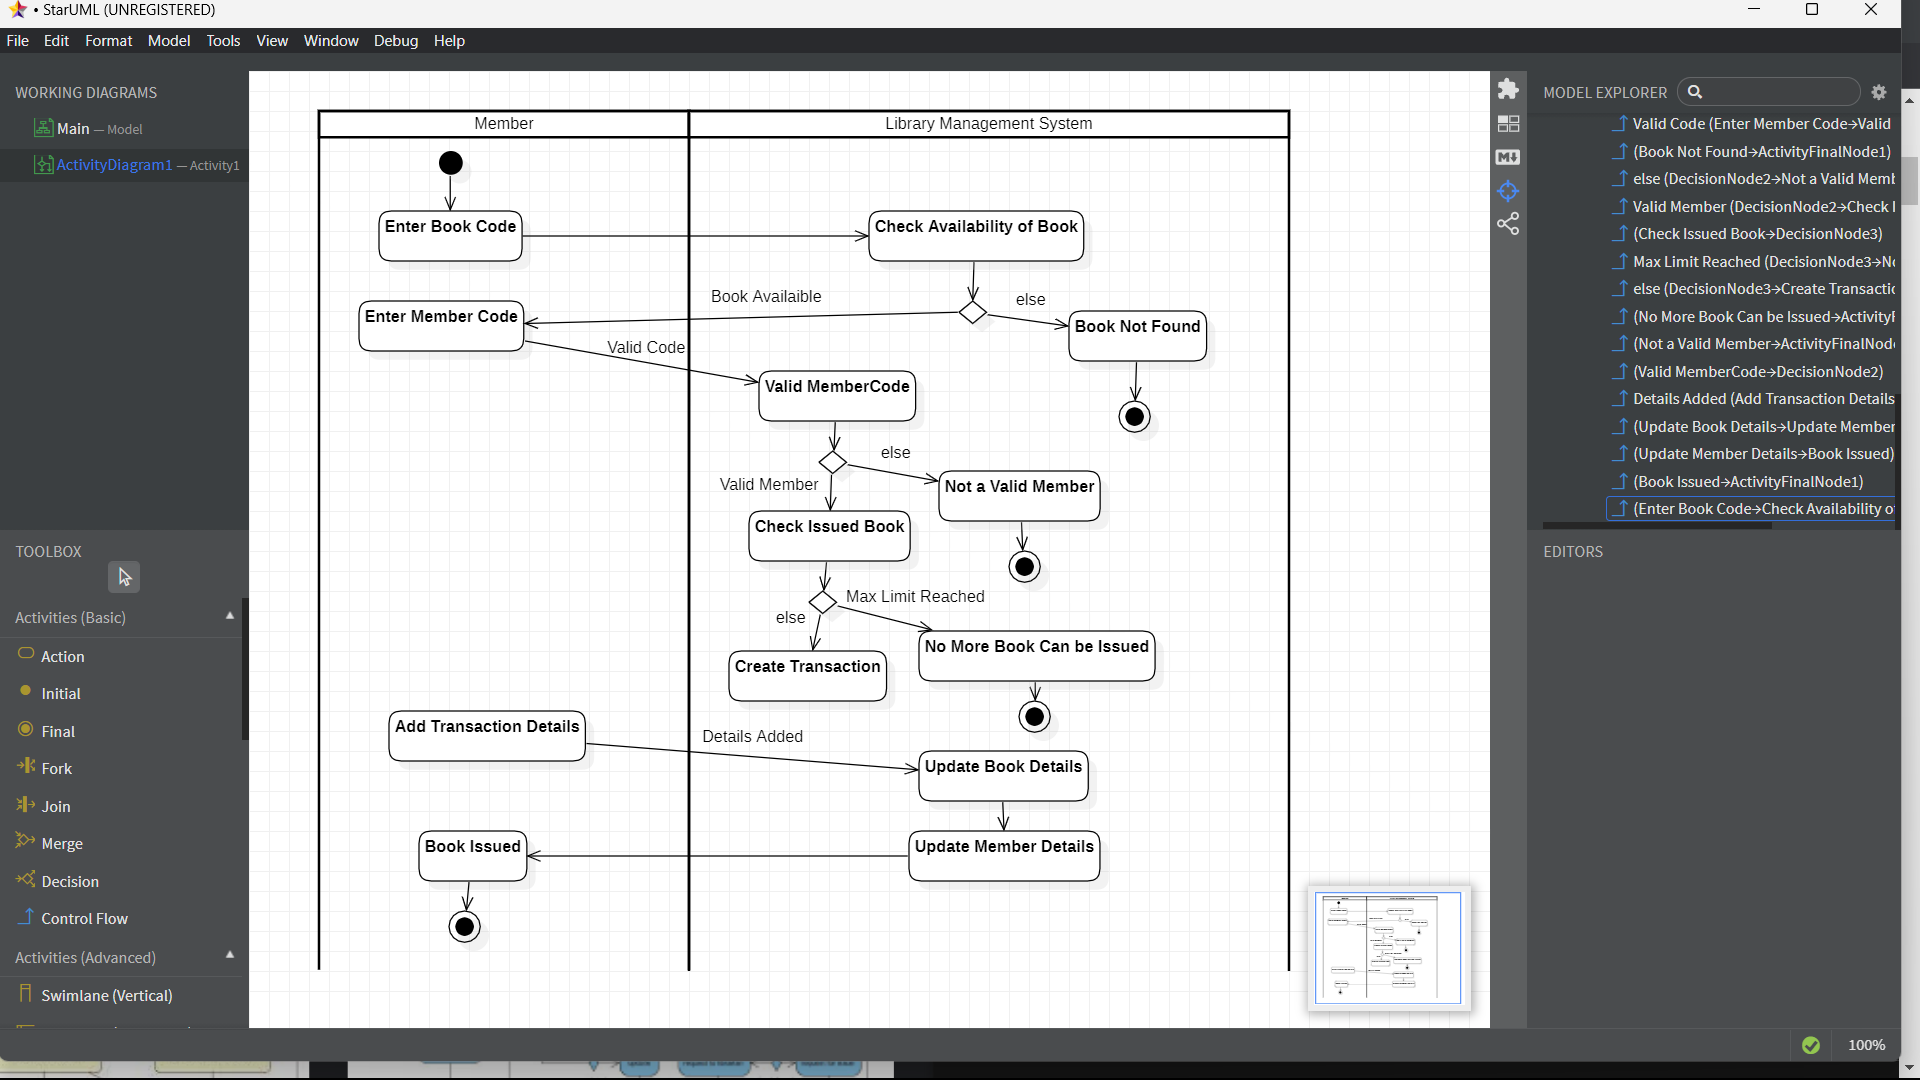 • StarUML (UNREGISTERED)
File Edit Format Model Tools View Window Debug Help
WORKING DIAGRAMS
Main — Model
ActivityDiagram1 — Activity1
TOOLBOX
Activities (Basic)
Action
Initial
Final
Fork
Join
Merge
Decision
Control Flow
Activities (Advanced)
Swimlane (Vertical)
Member
Library Management System
Enter Book Code
Check Availability of Book
Book Availaible
else
Enter Member Code
Book Not Found
Valid Code
Valid MemberCode
else
Valid Member
Not a Valid Member
Check Issued Book
Max Limit Reached
else
No More Book Can be Issued
Create Transaction
Add Transaction Details
Details Added
Update Book Details
Book Issued
Update Member Details
MODEL EXPLORER
Valid Code (Enter Member Code→Valid
(Book Not Found→ActivityFinalNode1)
else (DecisionNode2→Not a Valid Memb
Valid Member (DecisionNode2→Check I
(Check Issued Book→DecisionNode3)
Max Limit Reached (DecisionNode3→No
else (DecisionNode3→Create Transactio
(No More Book Can be Issued→ActivityF
(Not a Valid Member→ActivityFinalNode
(Valid MemberCode→DecisionNode2)
Details Added (Add Transaction Details
(Update Book Details→Update Member
(Update Member Details→Book Issued)
(Book Issued→ActivityFinalNode1)
(Enter Book Code→Check Availability of
EDITORS
100%